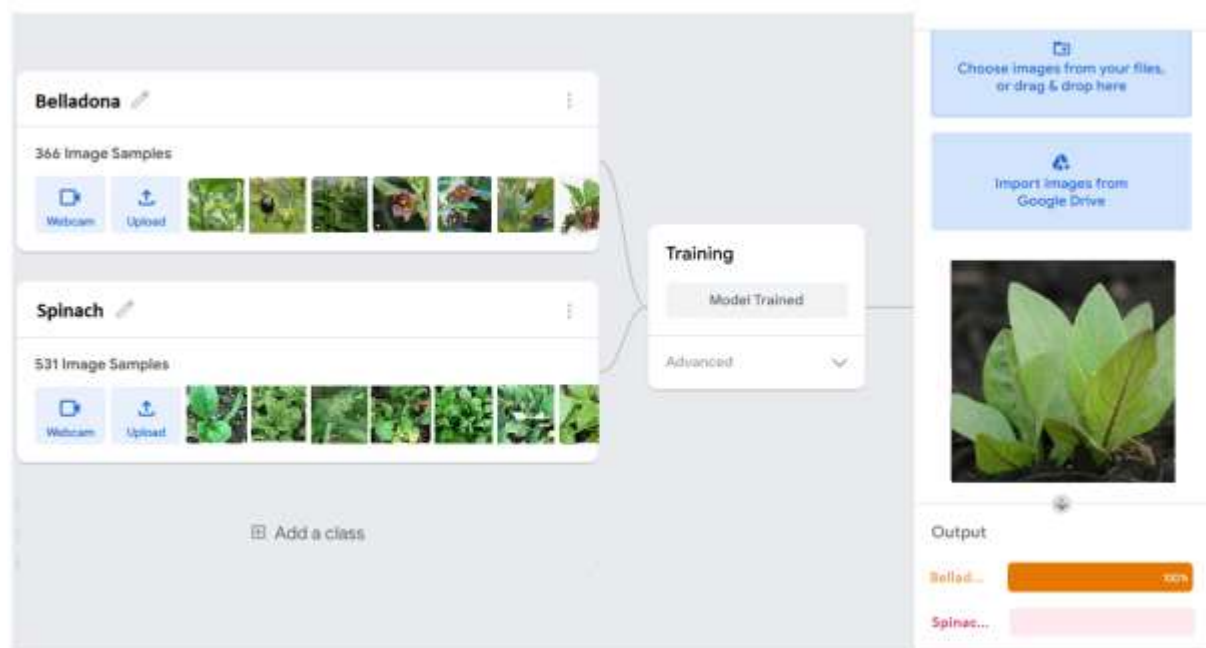 Belladona
366 Image Samples
Webcam
Upload
Spinach
531 Image Samples
Webcam
Upload
Add a class
Training
Model Trained
Advanced
Choose images from your files,
or drag & drop here
Import images from
Google Drive
Output
Bellad... 100%
Spinac...